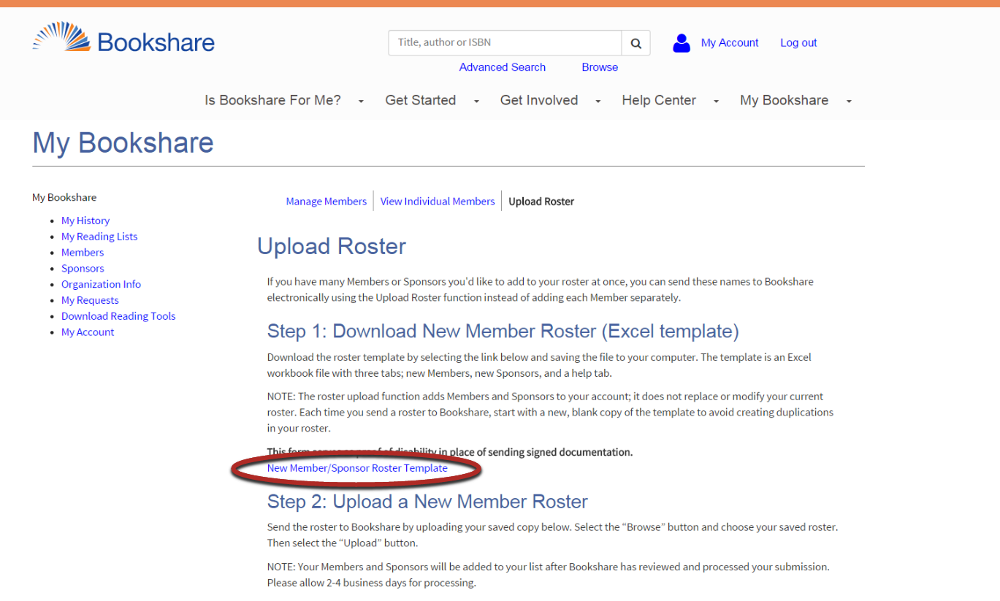 Bookshare
Title, author or ISBN
My Account
Log out
Advanced Search
Browse
Is Bookshare For Me?
Get Started
Get Involved
Help Center
My Bookshare
My Bookshare
My Bookshare
My History
My Reading Lists
Members
Sponsors
Organization Info
My Requests
Download Reading Tools
My Account
Manage Members
View Individual Members
Upload Roster
Upload Roster
If you have many Members or Sponsors you'd like to add to your roster at once, you can send these names to Bookshare
electronically using the Upload Roster function instead of adding each Member separately.
Step 1: Download New Member Roster (Excel template)
Download the roster template by selecting the link below and saving the file to your computer. The template is an Excel
workbook file with three tabs; new Members, new Sponsors, and a help tab.
NOTE: The roster upload function adds Members and Sponsors to your account; it does not replace or modify your current
roster. Each time you send a roster to Bookshare, start with a new, blank copy of the template to avoid creating duplications
in your roster.
This form serves as proof of disability in place of sending signed documentation.
New Member/Sponsor Roster Template
Step 2: Upload a New Member Roster
Send the roster to Bookshare by uploading your saved copy below. Select the “Browse” button and choose your saved roster.
Then select the “Upload” button.
NOTE: Your Members and Sponsors will be added to your list after Bookshare has reviewed and processed your submission.
Please allow 2-4 business days for processing.